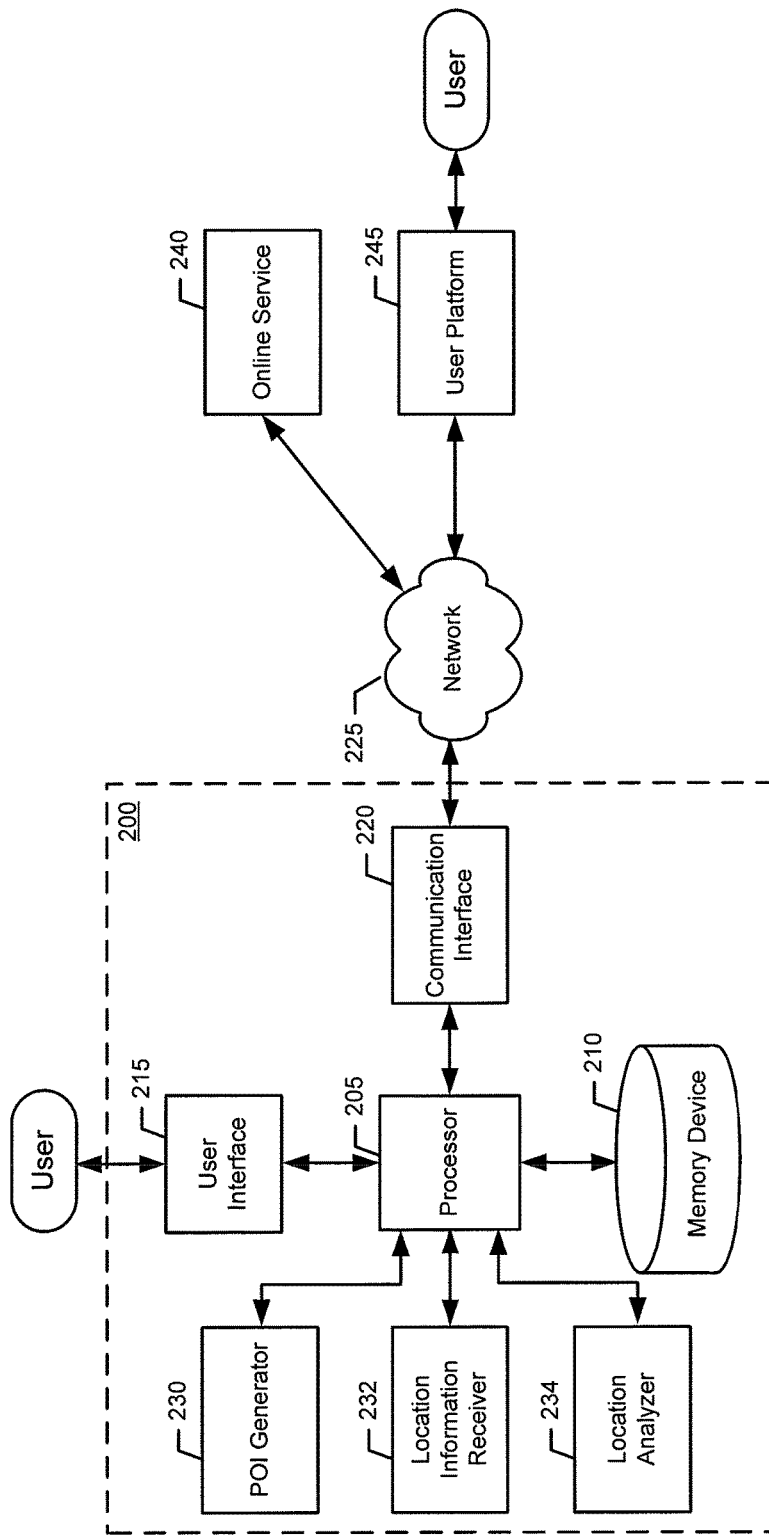 User
200
215
User
Interface
230
POI Generator
205
Processor
220
Communication
Interface
232
Location
Information
Receiver
234
Location
Analyzer
210
Memory Device
225
Network
240
Online Service
245
User Platform
User